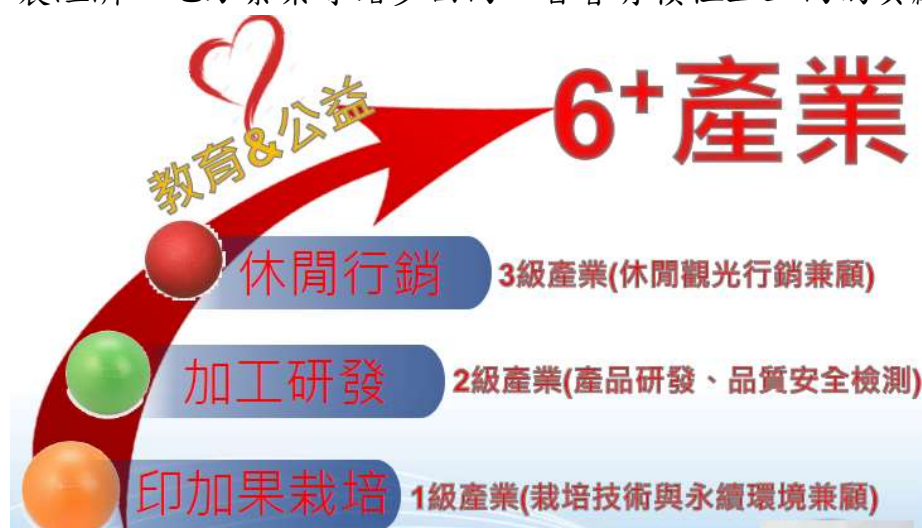 6+產業
教育&公益
休閒行銷 3級產業(休閒觀光行銷兼顧)
加工研發 2級產業(產品研發、品質安全檢測)
印加果栽培 1級產業(栽培技術與永續環境兼顧)